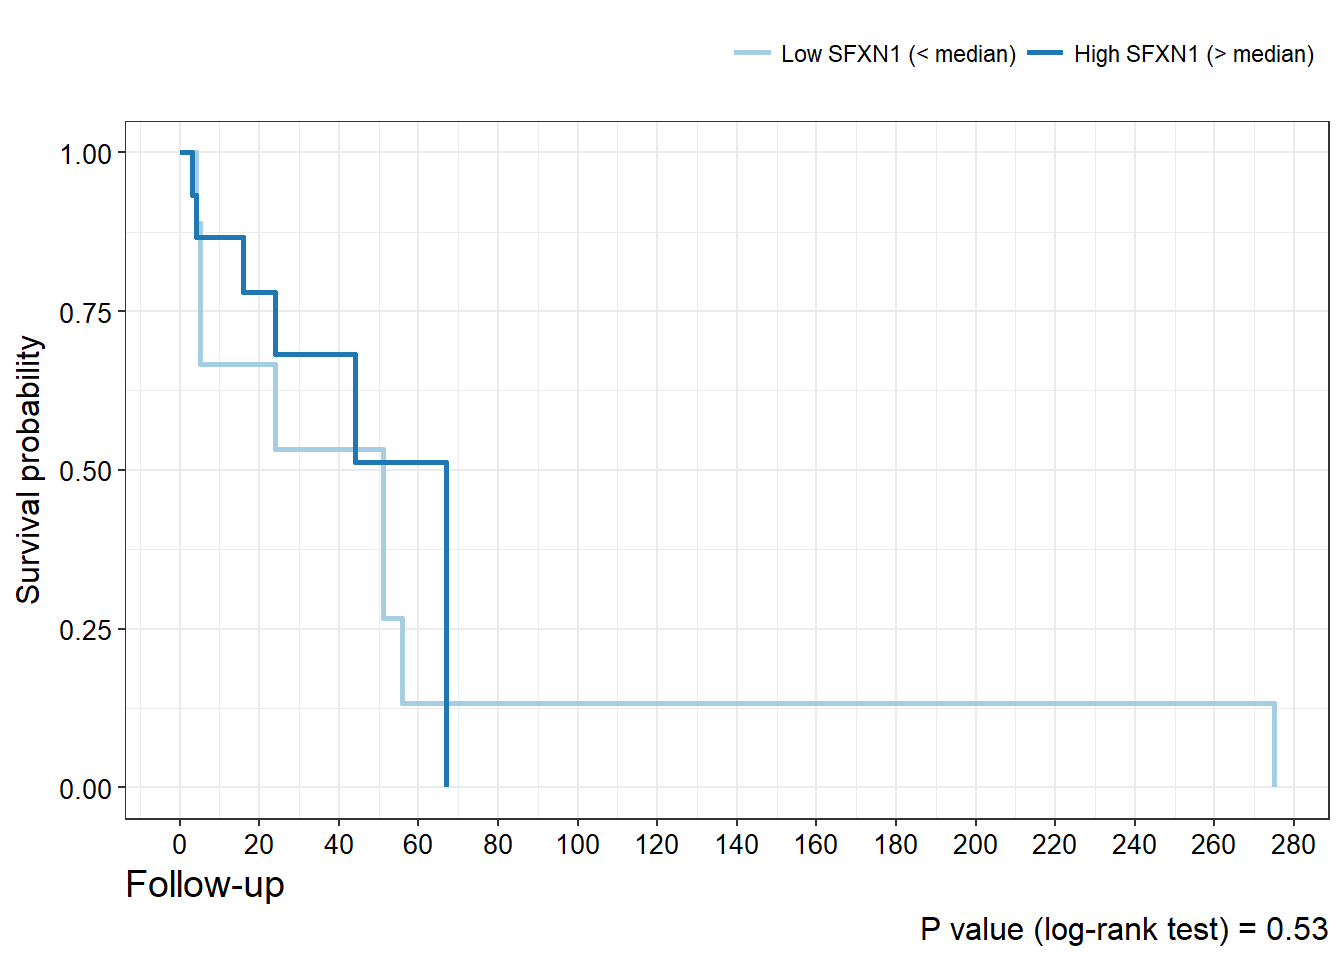 Low SFXN1 (< median) High SFXN1 (> median)
1.00
0.75
0.50
0.25
0.00
Survival probability
0 20 40 60 80 100 120 140 160 180 200 220 240 260 280
Follow-up
P value (log-rank test) = 0.53